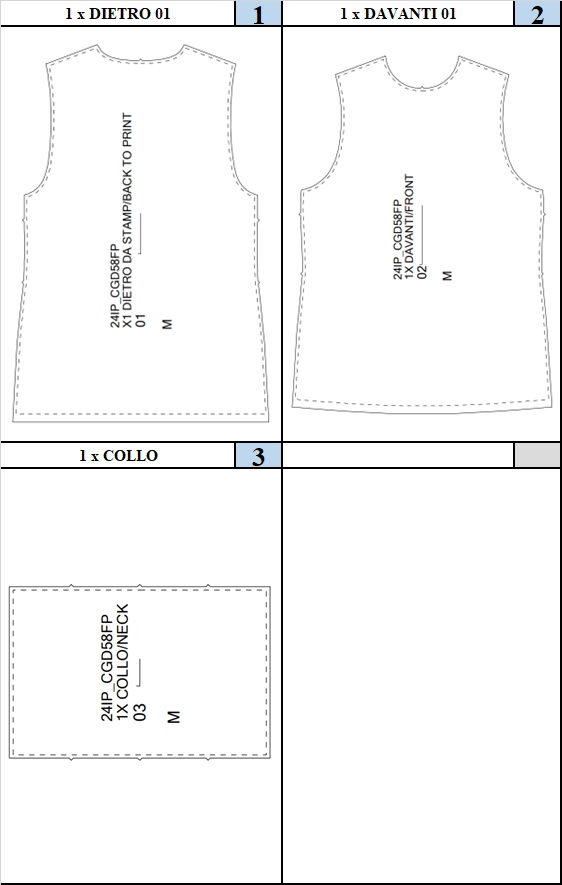 1 x DIETRO 01
1
1 x DAVANTI 01
2
24IP_CGD58FP
X1 DIETRO DA STAMP/BACK TO PRINT
01
M
24IP_CGD58FP
1X DAVANTI/FRONT
02
M
1 x COLLO
3
24IP_CGD58FP
1X COLLO/NECK
03
M